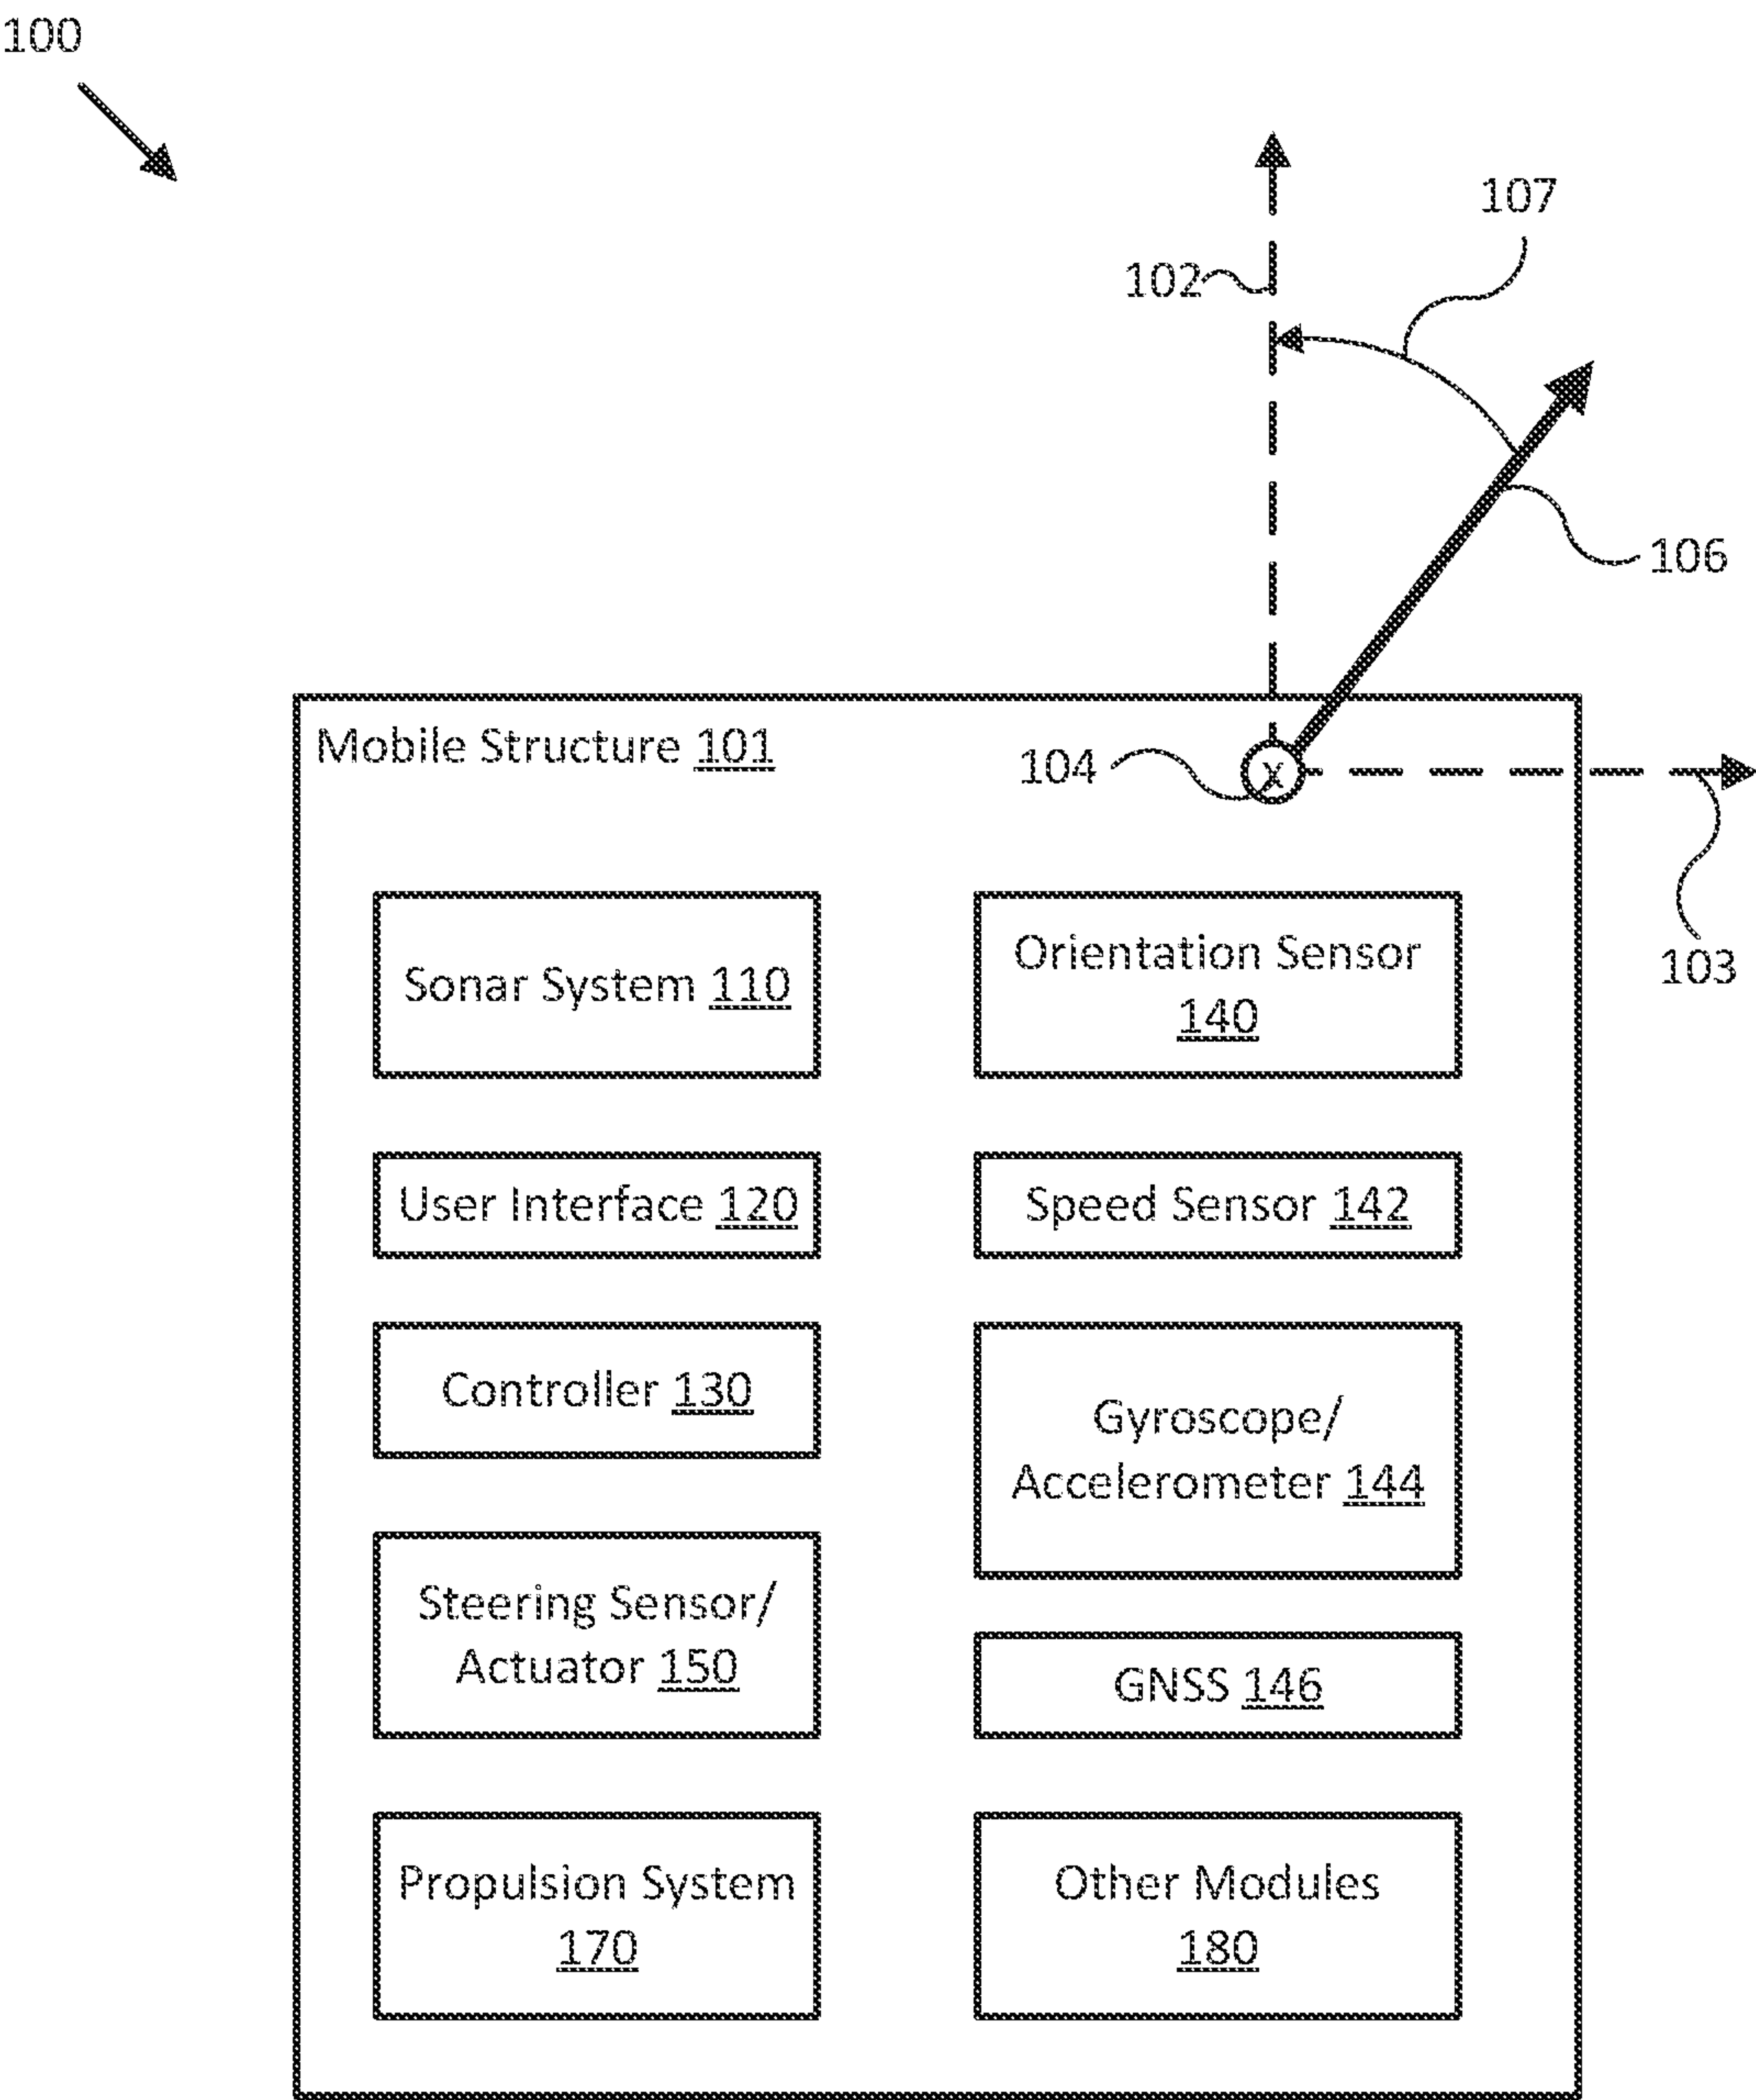 100
107
102
106
Mobile Structure 101
104
X
103
Sonar System 110
Orientation Sensor
140
User Interface 120
Speed Sensor 142
Controller 130
Gyroscope/
Accelerometer 144
Steering Sensor/
Actuator 150
GNSS 146
Propulsion System
170
Other Modules
180